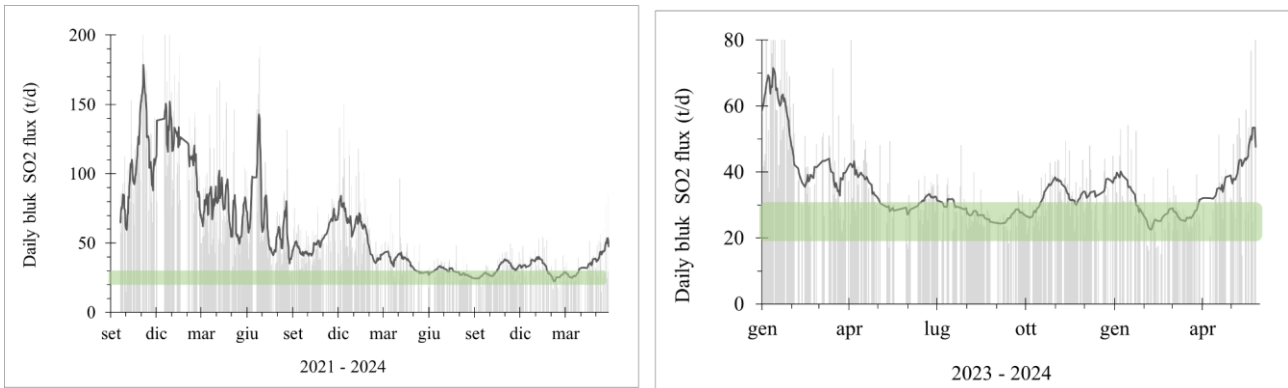 Daily bluk SO2 flux (t/d)
200
150
100
50
0
set dic mar giu set dic mar giu set dic mar
2021 - 2024
Daily bluk SO2 flux (t/d)
80
60
40
20
0
gen apr lug ott gen apr
2023 - 2024